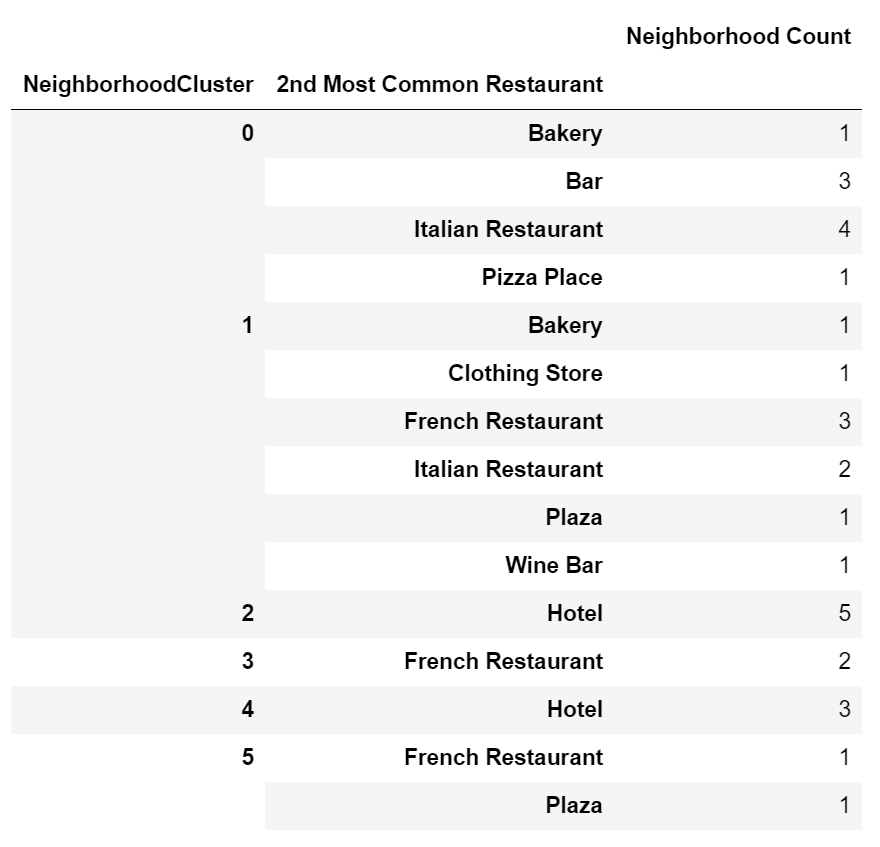 Neighborhood Count
NeighborhoodCluster 2nd Most Common Restaurant
0 Bakery 1
Bar 3
Italian Restaurant 4
Pizza Place 1
1 Bakery 1
Clothing Store 1
French Restaurant 3
Italian Restaurant 2
Plaza 1
Wine Bar 1
2 Hotel 5
3 French Restaurant 2
4 Hotel 3
5 French Restaurant 1
Plaza 1